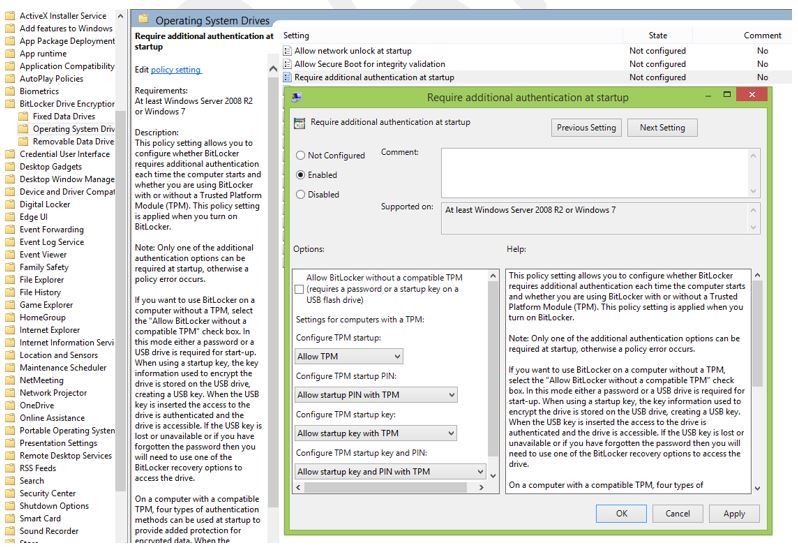 ActiveX Installer Service
Add features to Windows
App Package Deployment
App runtime
Application Compatibility
AutoPlay Policies
Biometrics
BitLocker Drive Encryption
Fixed Data Drives
Operating System Driv
Removable Data Drive
Credential User Interface
Desktop Gadgets
Desktop Window Manage
Device and Driver Compat
Digital Locker
Edge UI
Event Forwarding
Event Log Service
Event Viewer
Family Safety
File Explorer
File History
Game Explorer
HomeGroup
Internet Explorer
Internet Information Servi
Location and Sensors
Maintenance Scheduler
NetMeeting
Network Projector
OneDrive
Online Assistance
Portable Operating System
Presentation Settings
Remote Desktop Services
RSS Feeds
Search
Security Center
Shutdown Options
Smart Card
Sound Recorder
Store
Operating System Drives
Require additional authentication at
startup
Edit policy setting
Requirements:
At least Windows Server 2008 R2
or Windows 7
Description:
This policy setting allows you to
configure whether BitLocker
requires additional authentication
each time the computer starts and
whether you are using BitLocker
with or without a Trusted Platform
Module (TPM). This policy setting
is applied when you turn on
BitLocker.
Note: Only one of the additional
authentication options can be
required at startup, otherwise a
policy error occurs.
If you want to use BitLocker on a
computer without a TPM, select
the "Allow BitLocker without a
compatible TPM" check box. In
this mode either a password or a
USB drive is required for start-up.
When using a startup key, the key
information used to encrypt the
drive is stored on the USB drive,
creating a USB key. When the USB
key is inserted the access to the
drive is authenticated and the
drive is accessible. If the USB key is
lost or unavailable or if you have
forgotten the password then you
will need to use one of the
BitLocker recovery options to
access the drive.
On a computer with a compatible
TPM, four types of authentication
methods can be used at startup to
provide added protection for
encrypted data. When the
Setting State Comment
Allow network unlock at startup Not configured No
Allow Secure Boot for integrity validation Not configured No
Require additional authentication at startup Not configured No
Require additional authentication at startup
Require additional authentication at startup
Previous Setting Next Setting
Not Configured Comment:
Enabled
Disabled
Supported on: At least Windows Server 2008 R2 or Windows 7
Options: Help:
Allow BitLocker without a compatible TPM
(requires a password or a startup key on a
USB flash drive)
Settings for computers with a TPM:
Configure TPM startup:
Allow TPM
Configure TPM startup PIN:
Allow startup PIN with TPM
Configure TPM startup key:
Allow startup key with TPM
Configure TPM startup key and PIN:
Allow startup key and PIN with TPM
This policy setting allows you to configure whether BitLocker
requires additional authentication each time the computer starts
and whether you are using BitLocker with or without a Trusted
Platform Module (TPM). This policy setting is applied when you
turn on BitLocker.
Note: Only one of the additional authentication options can be
required at startup, otherwise a policy error occurs.
If you want to use BitLocker on a computer without a TPM,
select the "Allow BitLocker without a compatible TPM" check
box. In this mode either a password or a USB drive is required for
start-up. When using a startup key, the key information used to
encrypt the drive is stored on the USB drive, creating a USB key.
When the USB key is inserted the access to the drive is
authenticated and the drive is accessible. If the USB key is lost or
unavailable or if you have forgotten the password then you will
need to use one of the BitLocker recovery options to access the
drive.
On a computer with a compatible TPM, four types of
OK Cancel Apply